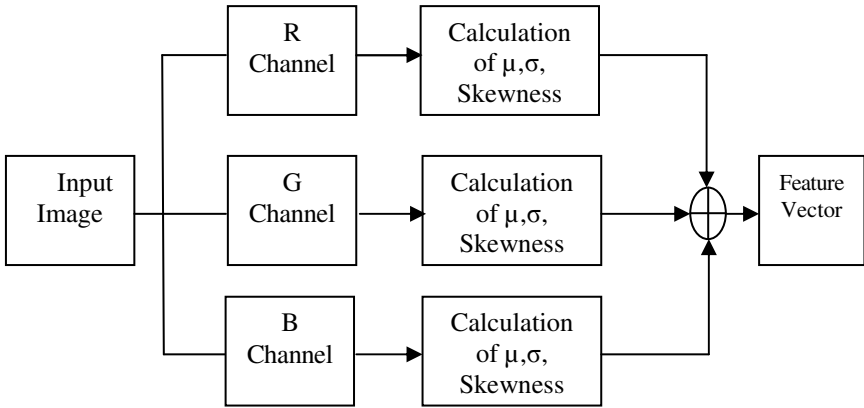 R
Channel
Calculation
of µ,σ,
Skewness
Input
Image
G
Channel
Calculation
of µ,σ,
Skewness
Feature
Vector
B
Channel
Calculation
of µ,σ,
Skewness